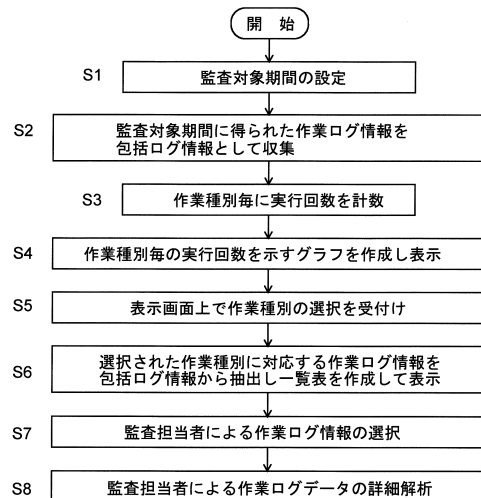 開　始
S1 監査対象期間の設定
S2 監査対象期間に得られた作業ログ情報を
包括ログ情報として収集
S3 作業種別毎に実行回数を計数
S4 作業種別毎の実行回数を示すグラフを作成し表示
S5 表示画面上で作業種別の選択を受付け
S6 選択された作業種別に対応する作業ログ情報を
包括ログ情報から抽出し一覧表を作成して表示
S7 監査担当者による作業ログ情報の選択
S8 監査担当者による作業ログデータの詳細解析